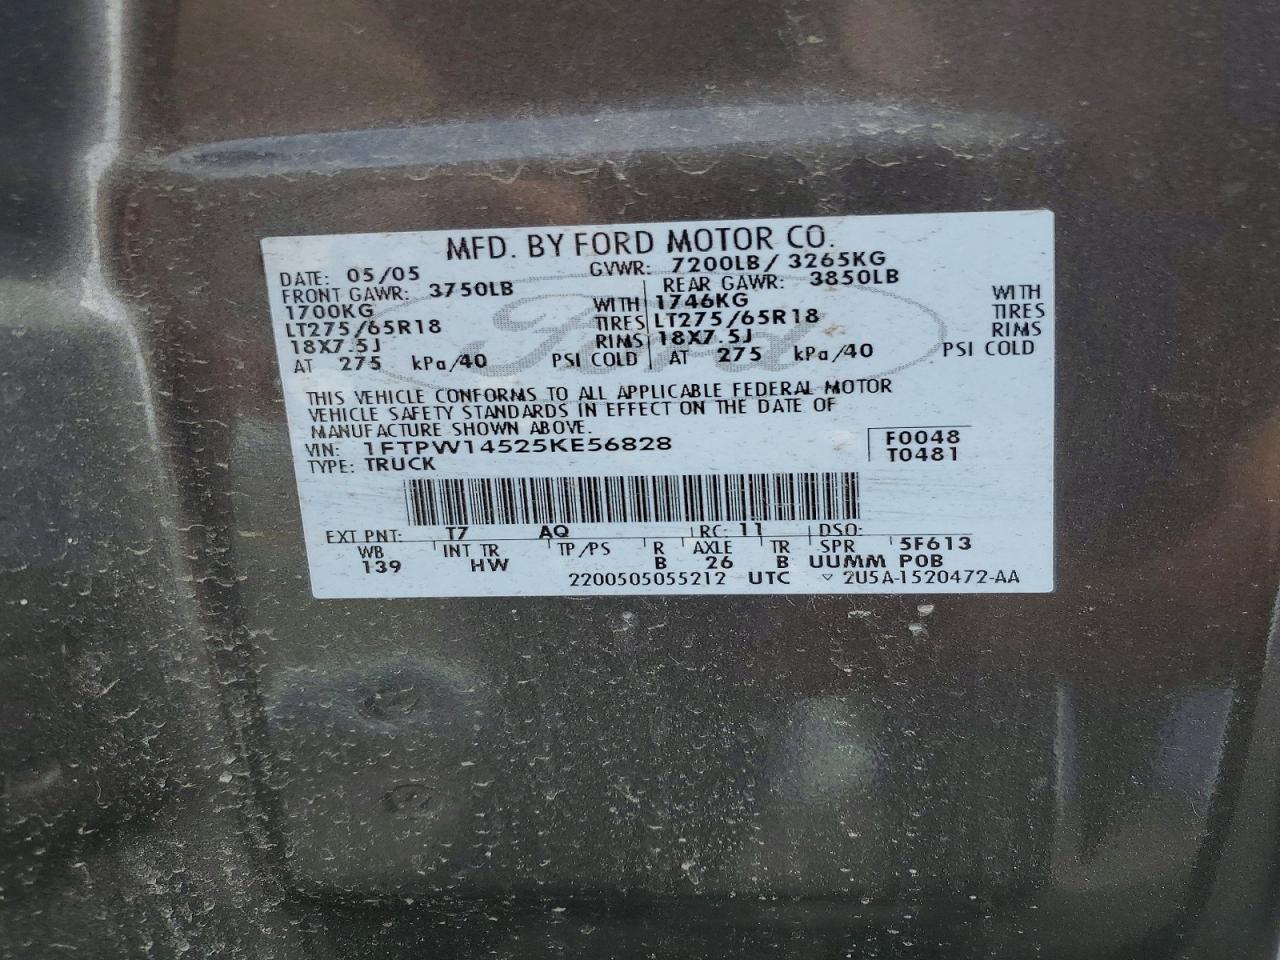 MFD. BY FORD MOTOR CO.
DATE: 05/05 GVWR: 7200LB/ 3265KG
FRONT GAWR: 3750LB REAR GAWR: 3850LB
1700KG WITH 1746KG WITH
LT275/65R18 TIRES LT275/65R18 TIRES
18X7.5J RIMS 18X7.5J RIMS
AT 275 kPa/40 PSI COLD AT 275 kPa/40 PSI COLD
Ford
THIS VEHICLE CONFORMS TO ALL APPLICABLE FEDERAL MOTOR
VEHICLE SAFETY STANDARDS IN EFFECT ON THE DATE OF
MANUFACTURE SHOWN ABOVE.
VIN: 1FTPW14525KE56828 F0048
TYPE: TRUCK T0481
EXT PNT: T7 AQ RC: 11 DSO:
WB INT TR TP/PS R AXLE TR SPR 5F613
139 HW B 26 B UUMM POB
2200505055212 UTC ▽ 2U5A-1520472-AA